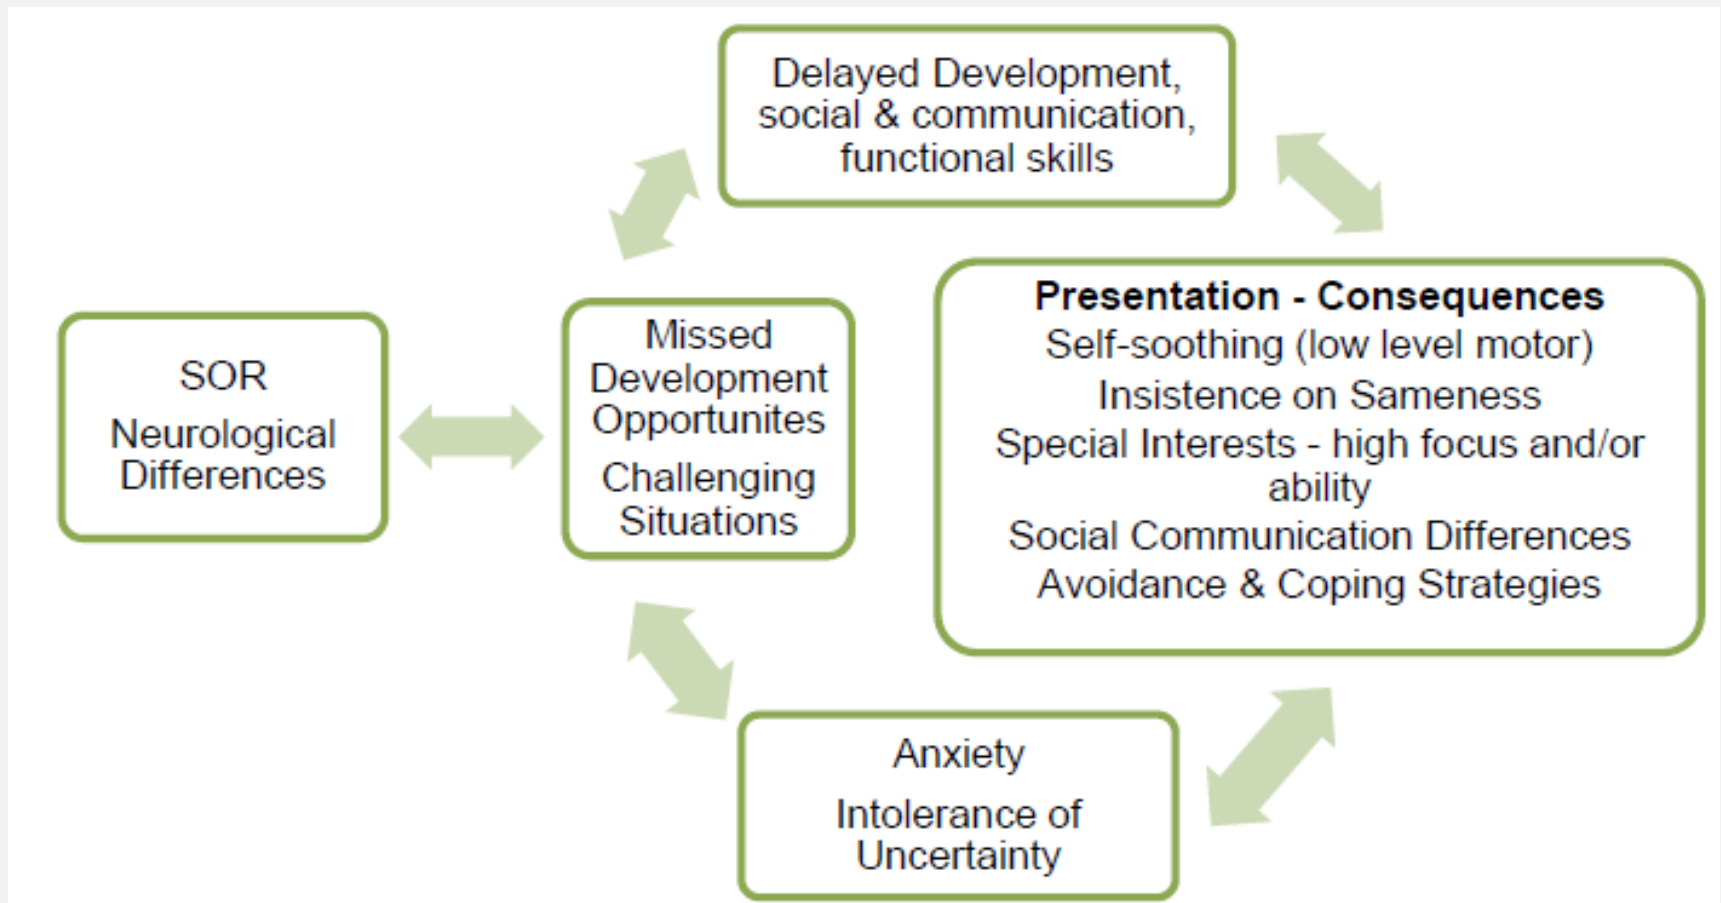 Delayed Development,
social & communication,
functional skills
SOR
Neurological
Differences
Missed
Development
Opportunites
Challenging
Situations
Presentation - Consequences
Self-soothing (low level motor)
Insistence on Sameness
Special Interests - high focus and/or
ability
Social Communication Differences
Avoidance & Coping Strategies
Anxiety
Intolerance of
Uncertainty